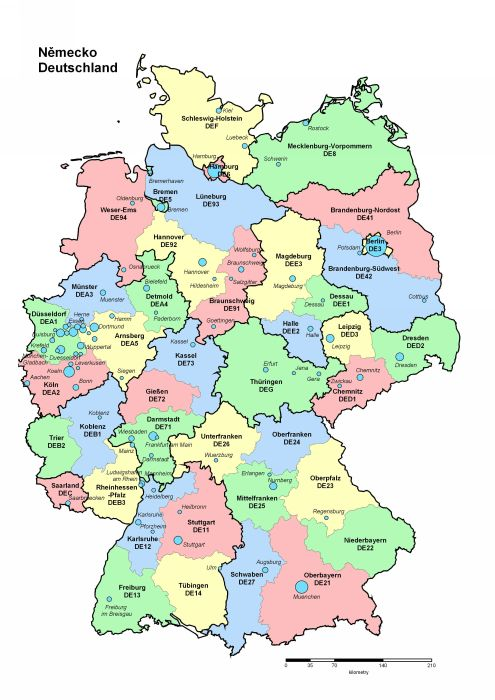 Německo
Deutschland
Kiel
Schleswig-Holstein
DEF
Rostock
Luebeck
Mecklenburg-Vorpommern
DE8
Hamburg
Schwerin
Hamburg
DE6
Bremerhaven
Bremen
DE5
Bremen
Lüneburg
DE93
Oldenburg
Weser-Ems
DE94
Brandenburg-Nordost
DE41
Hannover
DE92
Berlin
Berlin
DE3
Potsdam
Wolfsburg
Magdeburg
DEE3
Osnabrueck
Hannover
Braunschweig
Brandenburg-Südwest
DE42
Hildesheim
Salzgitter
Magdeburg
Bielefeld
Münster
DEA3
Muenster
Detmold
DEA4
Braunschweig
DE91
Dessau
DEE1
Dessau
Cottbus
Düsseldorf
DEA1
Herne
Essen
Hamm
Paderborn
Goettingen
Halle
DEE2
Halle
Leipzig
DED3
Leipzig
Duisburg
Dortmund
Arnsberg
DEA5
Krefeld
Wuppertal
Kassel
Kassel
DE73
Dresden
DED2
Dresden
Duesseldorf
Leverkusen
Koeln
Siegen
Erfurt
Jena
Gera
Thüringen
DEG
Chemnitz
Zwickau
Chemnitz
DED1
Aachen
Köln
DEA2
Bonn
Gießen
DE72
Koblenz
Koblenz
DEB1
Darmstadt
DE71
Wiesbaden
Frankfurt am Main
Mainz
Darmstadt
Trier
DEB2
Unterfranken
DE26
Wuerzburg
Oberfranken
DE24
Ludwigshafen
am Rhein
Mannheim
Erlangen
Nurnberg
Oberpfalz
DE23
Saarland
DEC
Saarbrecken
Rheinhessen
-Pfalz
DEB3
Heidelberg
Mittelfranken
DE25
Heilbronn
Regensburg
Karlsruhe
Pforzheim
Stuttgart
DE11
Karlsruhe
DE12
Stuttgart
Niederbayern
DE22
Ulm
Augsburg
Schwaben
DE27
Oberbayern
DE21
Muenchen
Freiburg
DE13
Freiburg
im Breisgau
Tübingen
DE14
0 35 70 140 210
kilometry